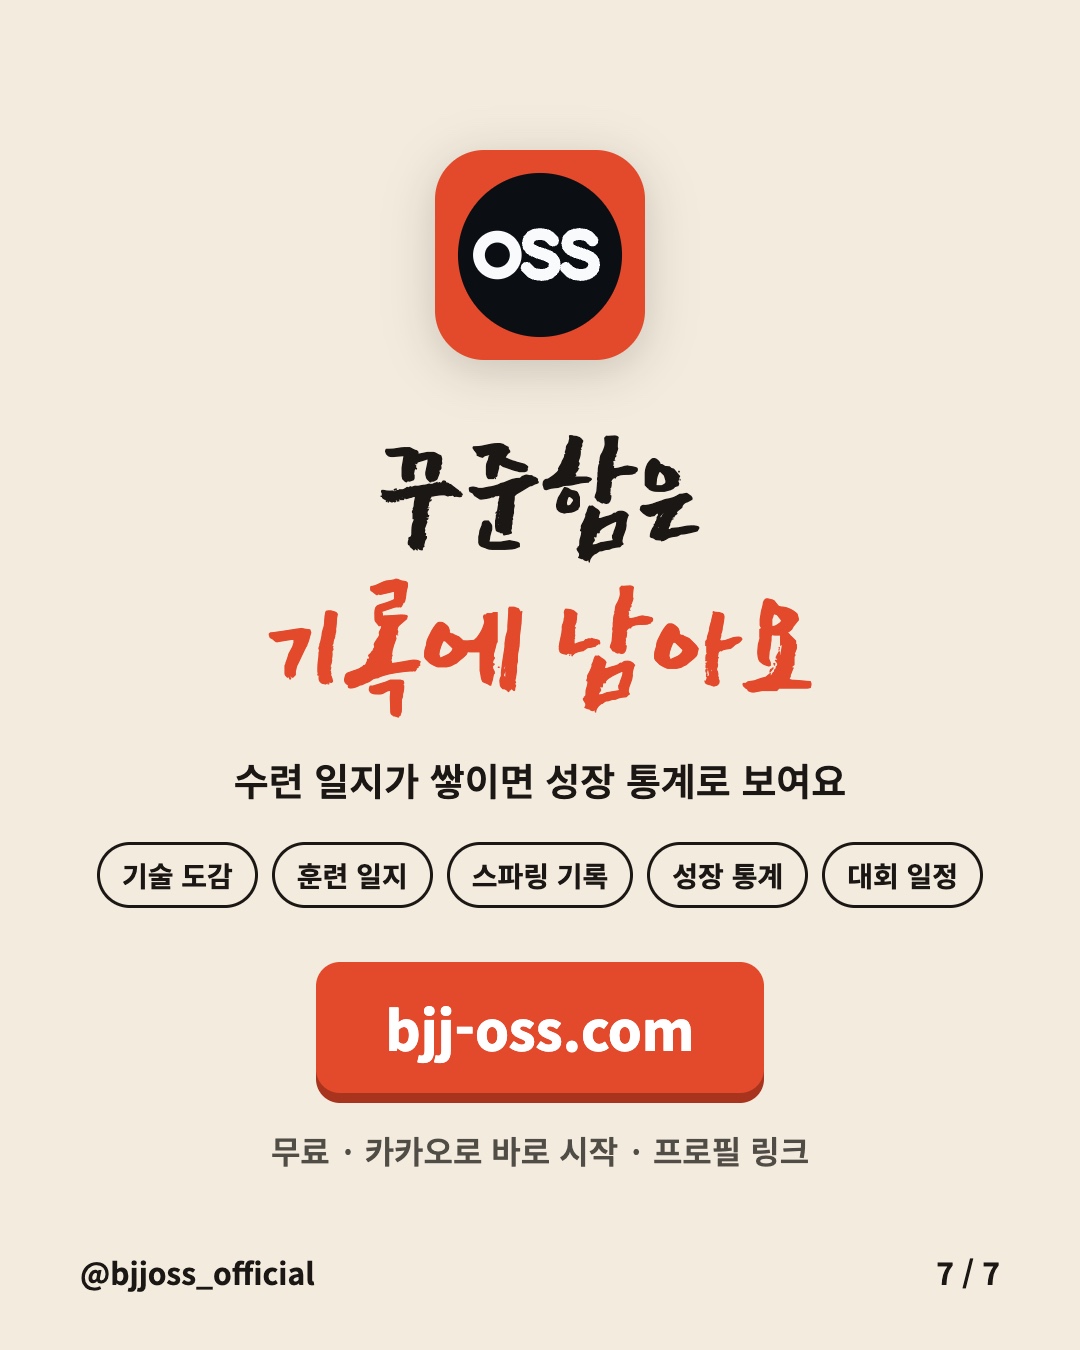 oss
꾸준함은
기록에 남아요
수련 일지가 쌓이면 성장 통계로 보여요
기술 도감 훈련 일지 스파링 기록 성장 통계 대회 일정
bjj-oss.com
무료 · 카카오로 바로 시작 · 프로필 링크
@bjjoss_official 7 / 7